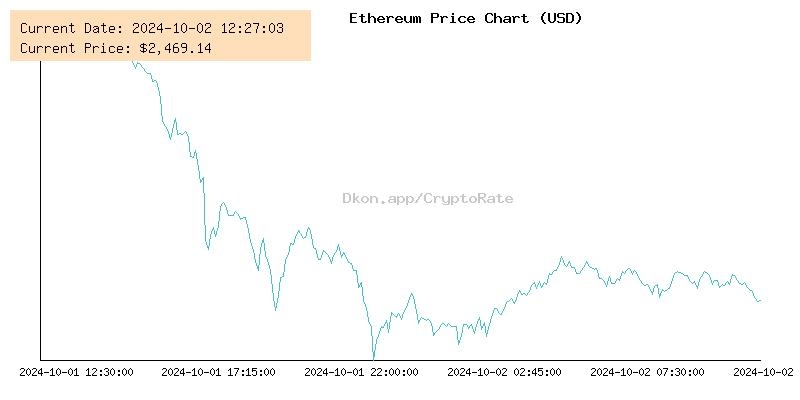 Ethereum Price Chart (USD)
Current Date: 2024-10-02 12:27:03
Current Price: $2,469.14
Dkon.app/CryptoRate
2024-10-01 12:30:00 2024-10-01 17:15:00 2024-10-01 22:00:00 2024-10-02 02:45:00 2024-10-02 07:30:00 2024-10-02